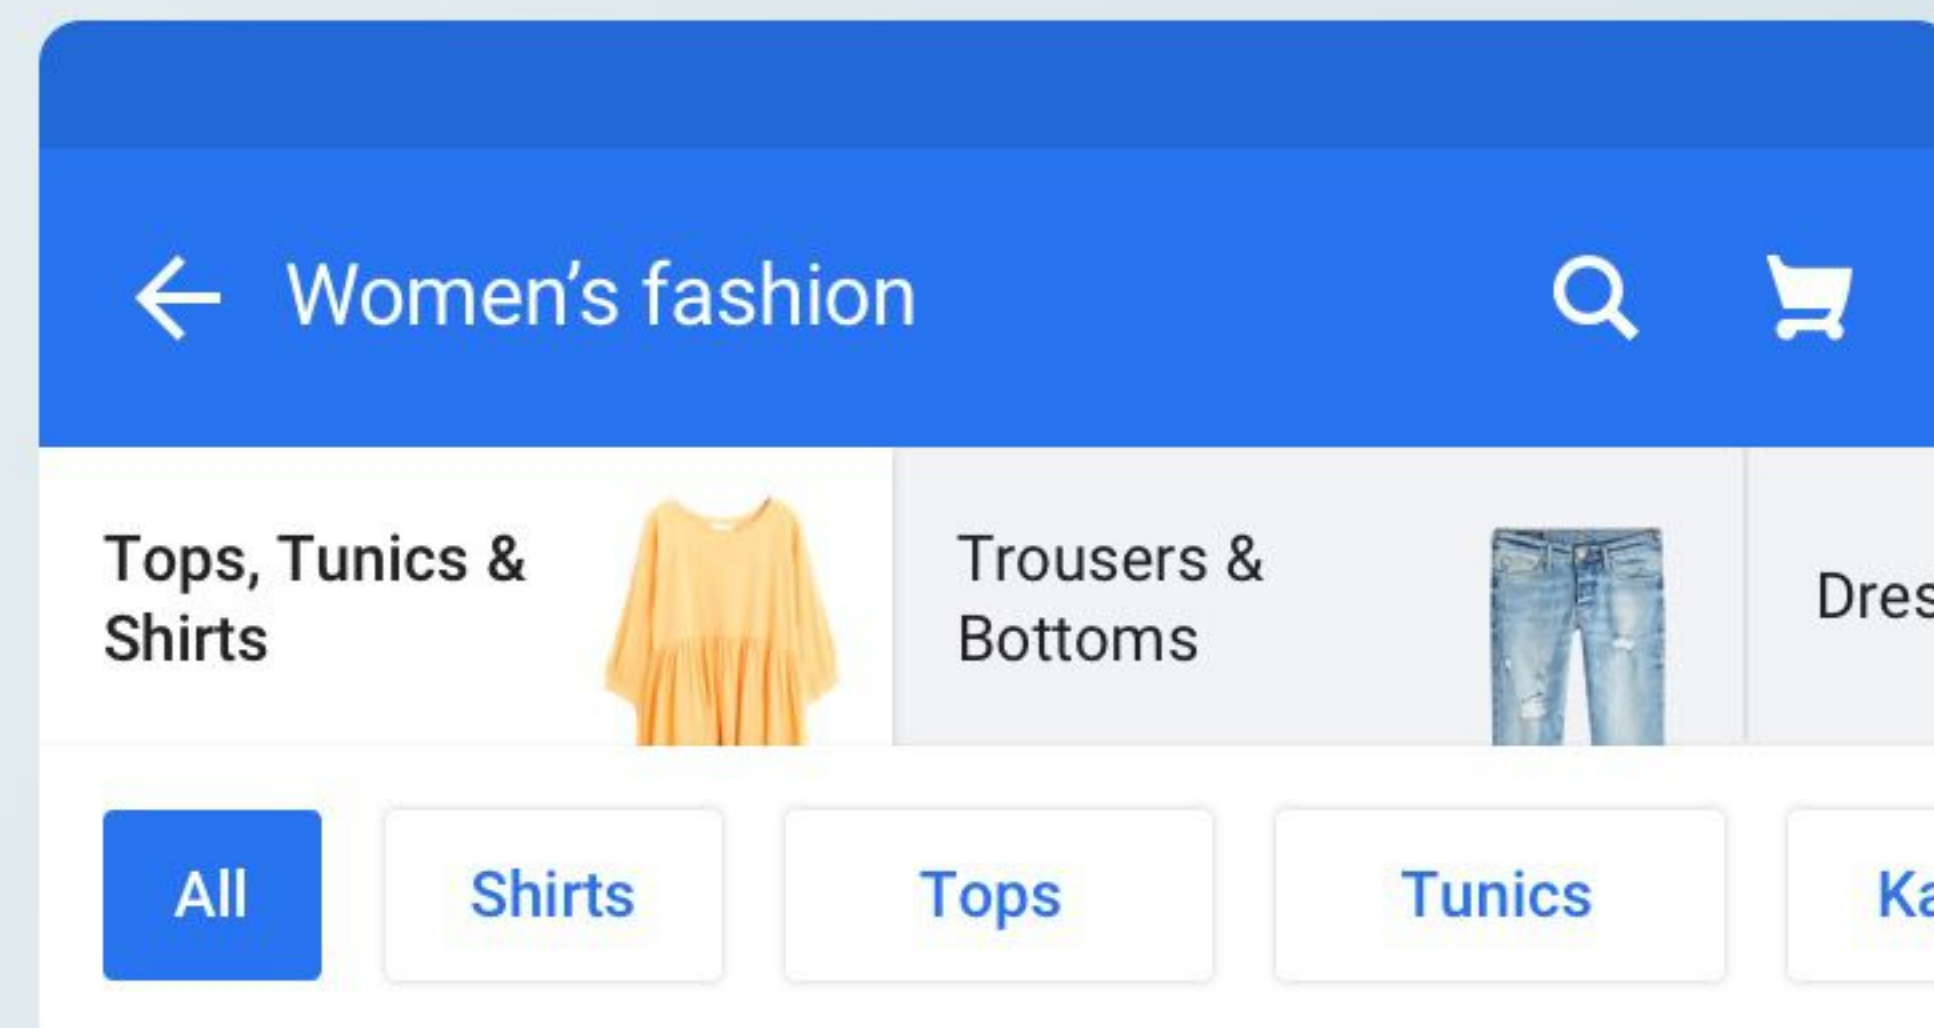 Women’s fashion
Tops, Tunics &
Shirts
Trousers &
Bottoms
All
Shirts
Tops
Tunics